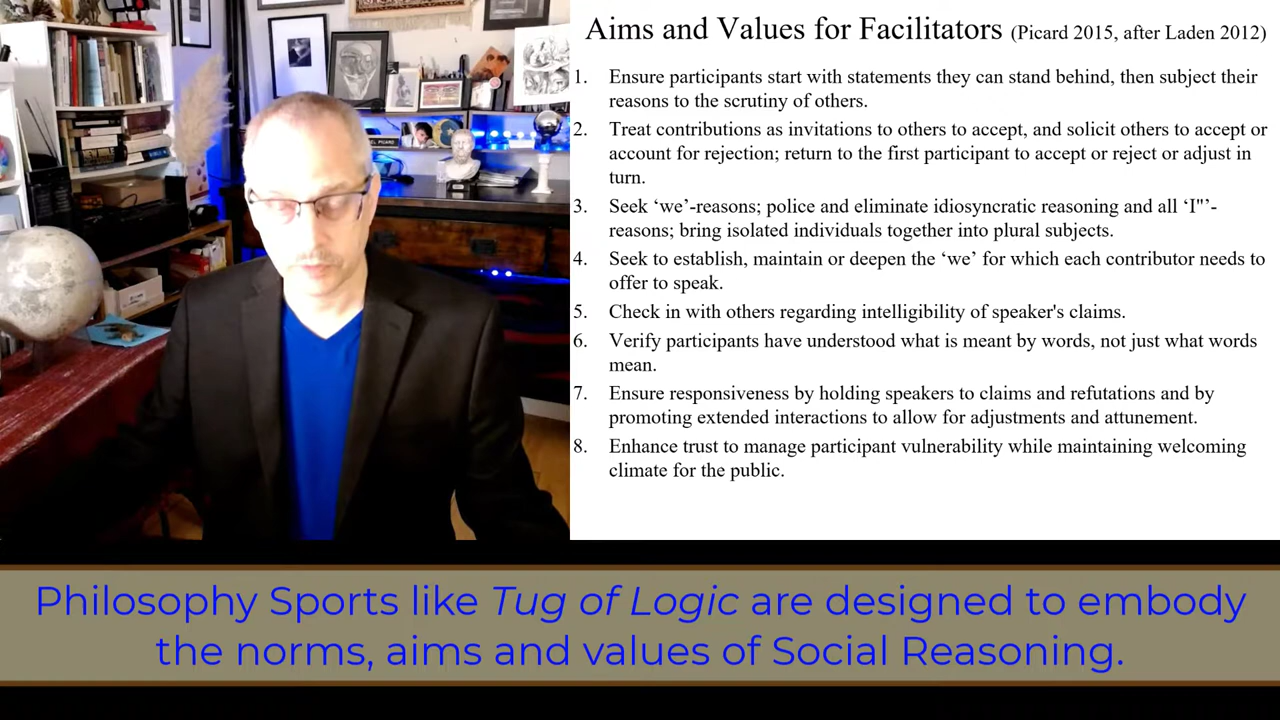 Aims and Values for Facilitators (Picard 2015, after Laden 2012)
1. Ensure participants start with statements they can stand behind, then subject their
reasons to the scrutiny of others.
2. Treat contributions as invitations to others to accept, and solicit others to accept or
account for rejection; return to the first participant to accept or reject or adjust in
turn.
3. Seek ‘we’-reasons; police and eliminate idiosyncratic reasoning and all ‘I"’-
reasons; bring isolated individuals together into plural subjects.
4. Seek to establish, maintain or deepen the ‘we’ for which each contributor needs to
offer to speak.
5. Check in with others regarding intelligibility of speaker's claims.
6. Verify participants have understood what is meant by words, not just what words
mean.
7. Ensure responsiveness by holding speakers to claims and refutations and by
promoting extended interactions to allow for adjustments and attunement.
8. Enhance trust to manage participant vulnerability while maintaining welcoming
climate for the public.
PICARD
Philosophy Sports like Tug of Logic are designed to embody
the norms, aims and values of Social Reasoning.